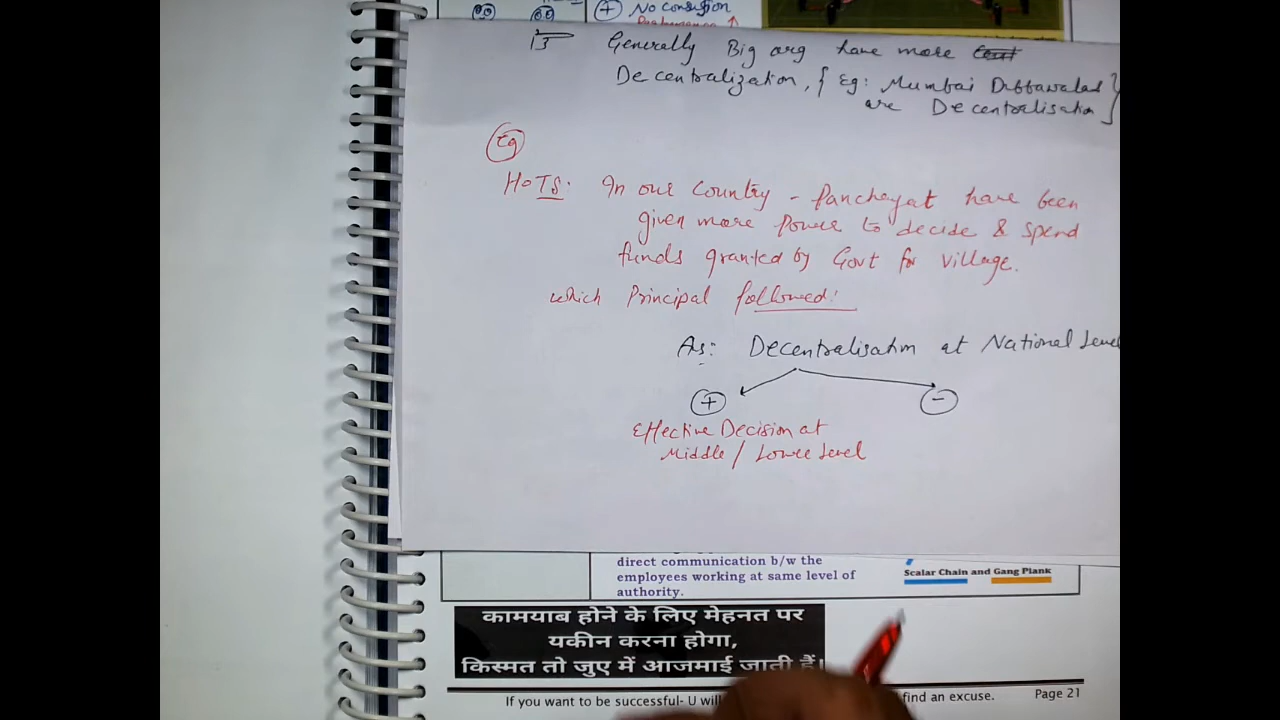 + No confusion
13 Generally Big org have more
Decentralization, { Eg: Mumbai Dabbawalas
are Decentralisation }
Eg
HOTS: In our Country - Panchayat have been
given more Power to decide & spend
funds granted by Govt for Village.
which Principal followed:
As: Decentralisation at National Level
+ -
Effective Decision at
Middle / Lower Level
direct communication b/w the
employees working at same level of
authority.
Scalar Chain and Gang Plank
कामयाब होने के लिए मेहनत पर
यकीन करना होगा,
किस्मत तो जुए में आजमाई जाती हैं।
If you want to be successful- U will find an excuse. Page 21